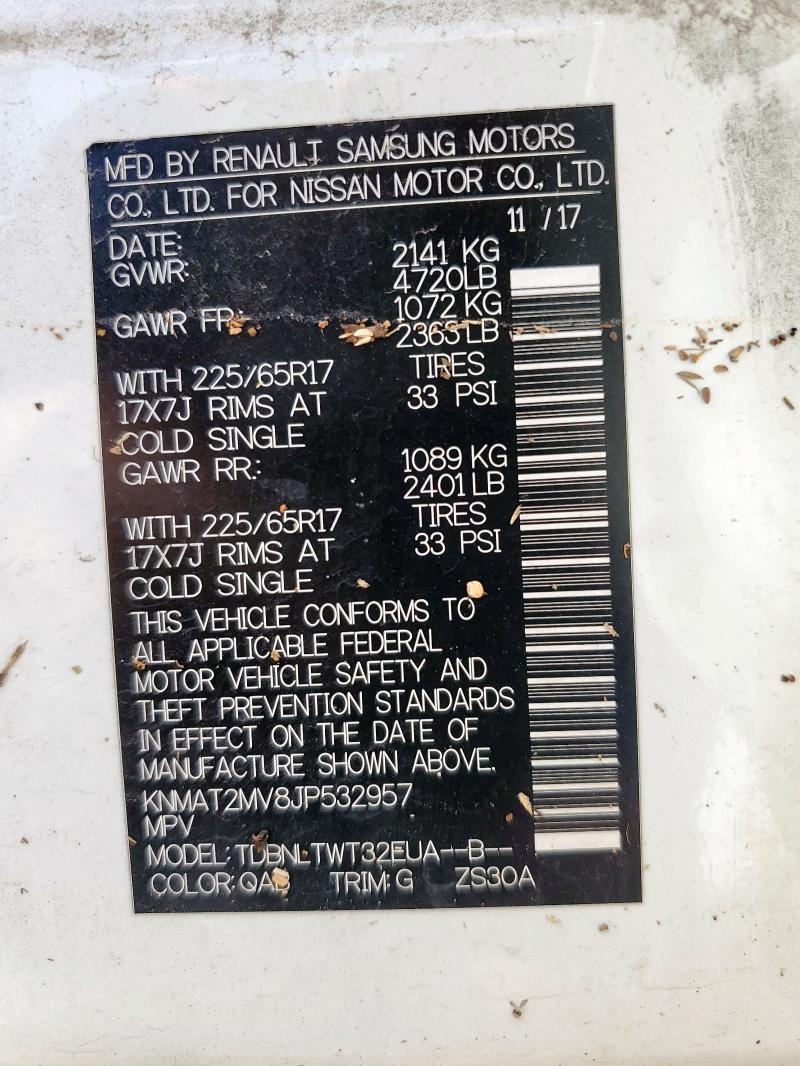 MFD BY RENAULT SAMSUNG MOTORS
CO., LTD. FOR NISSAN MOTOR CO., LTD.
DATE: 11 / 17
GVWR: 2141 KG
4720LB
GAWR FR: 1072 KG
2363 LB
WITH 225/65R17 TIRES
17X7J RIMS AT 33 PSI
COLD SINGLE
GAWR RR.: 1089 KG
2401 LB
WITH 225/65R17 TIRES
17X7J RIMS AT 33 PSI
COLD SINGLE
THIS VEHICLE CONFORMS TO
ALL APPLICABLE FEDERAL
MOTOR VEHICLE SAFETY AND
THEFT PREVENTION STANDARDS
IN EFFECT ON THE DATE OF
MANUFACTURE SHOWN ABOVE.
KNMAT2MV8JP532957
MPV
MODEL: TDBNLTWT32EUA--B--
COLOR: QAB TRIM: G ZS30A